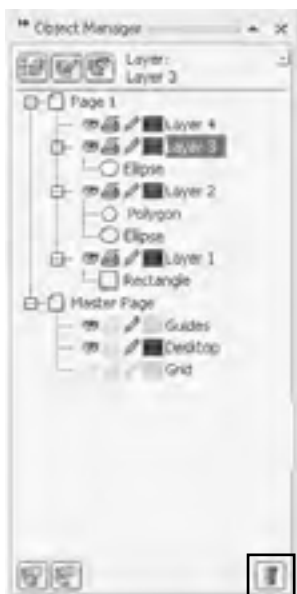 Object Manager
Layer:
Layer 3
Page 1
Layer 4
Layer 3
Ellipse
Layer 2
Polygon
Ellipse
Layer 1
Rectangle
Master Page
Guides
Desktop
Grid